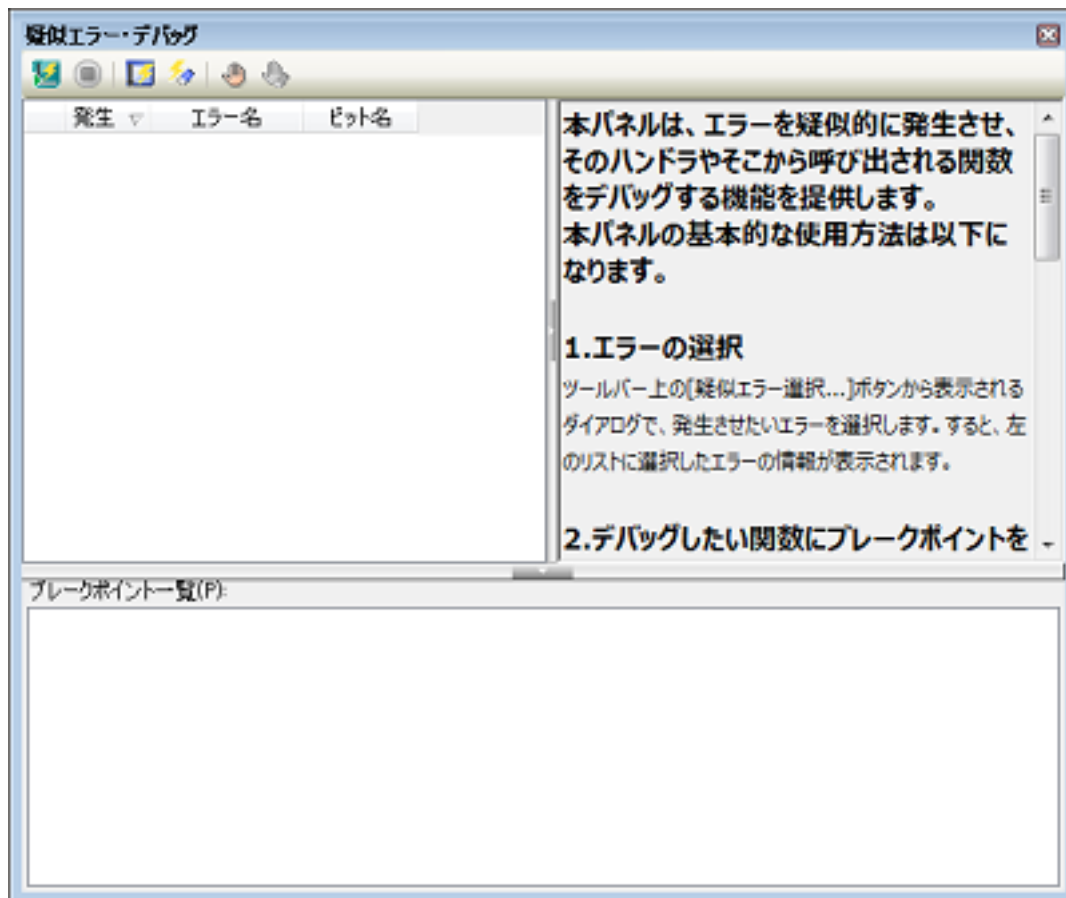 疑似エラー・デバッグ
発生 エラー名 ビット名
本パネルは、エラーを疑似的に発生させ、
そのハンドラやそこから呼び出される関数
をデバッグする機能を提供します。
本パネルの基本的な使用方法は以下に
なります。
1.エラーの選択
ツールバー上の[疑似エラー選択...]ボタンから表示される
ダイアログで、発生させたいエラーを選択します。すると、左
のリストに選択したエラーの情報が表示されます。
2.デバッグしたい関数にブレークポイントを
ブレークポイント一覧(P):